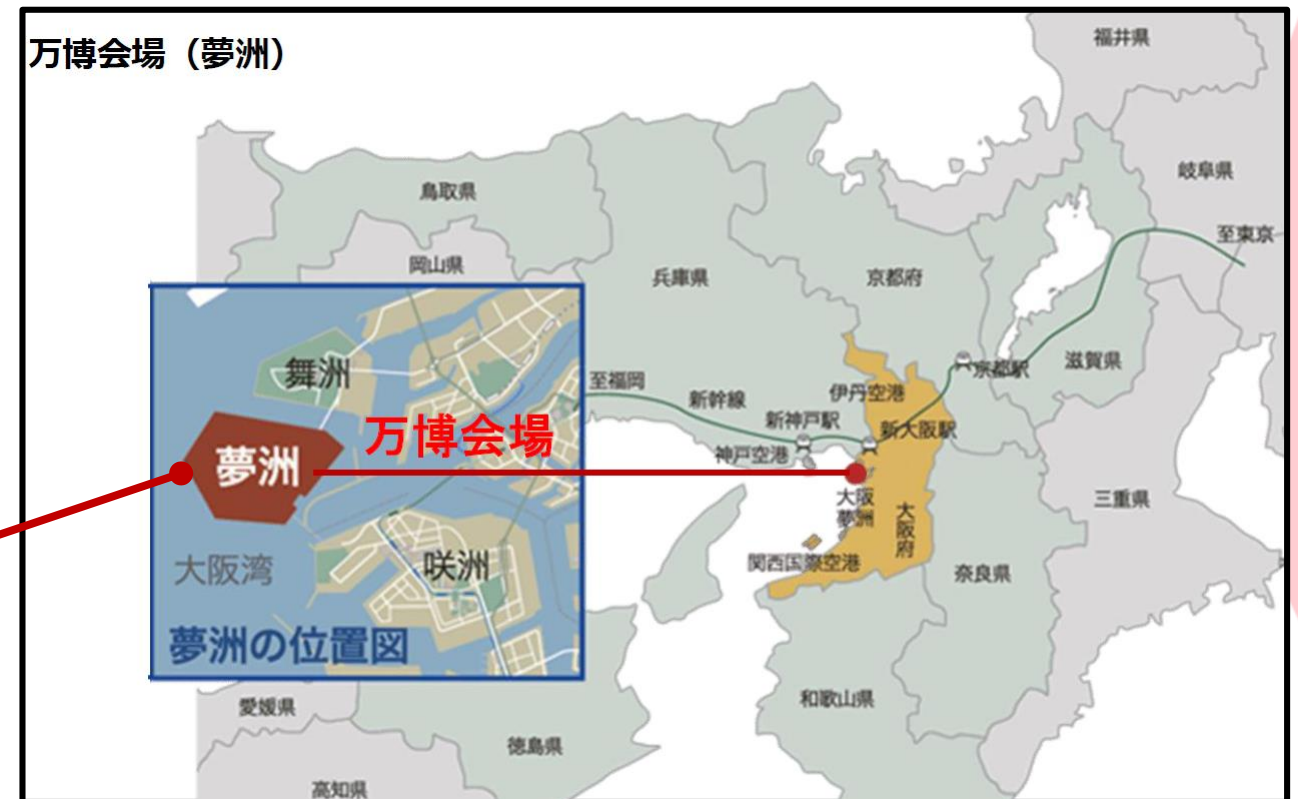 万博会場（夢洲）
福井県
岐阜県
至東京
鳥取県
岡山県
兵庫県
京都府
滋賀県
京都駅
至福岡
新幹線
伊丹空港
新神戸駅
新大阪駅
神戸空港
舞洲
万博会場
夢洲
大阪
夢洲
大阪府
三重県
関西国際空港
奈良県
大阪湾
咲洲
夢洲の位置図
愛媛県
和歌山県
徳島県
高知県